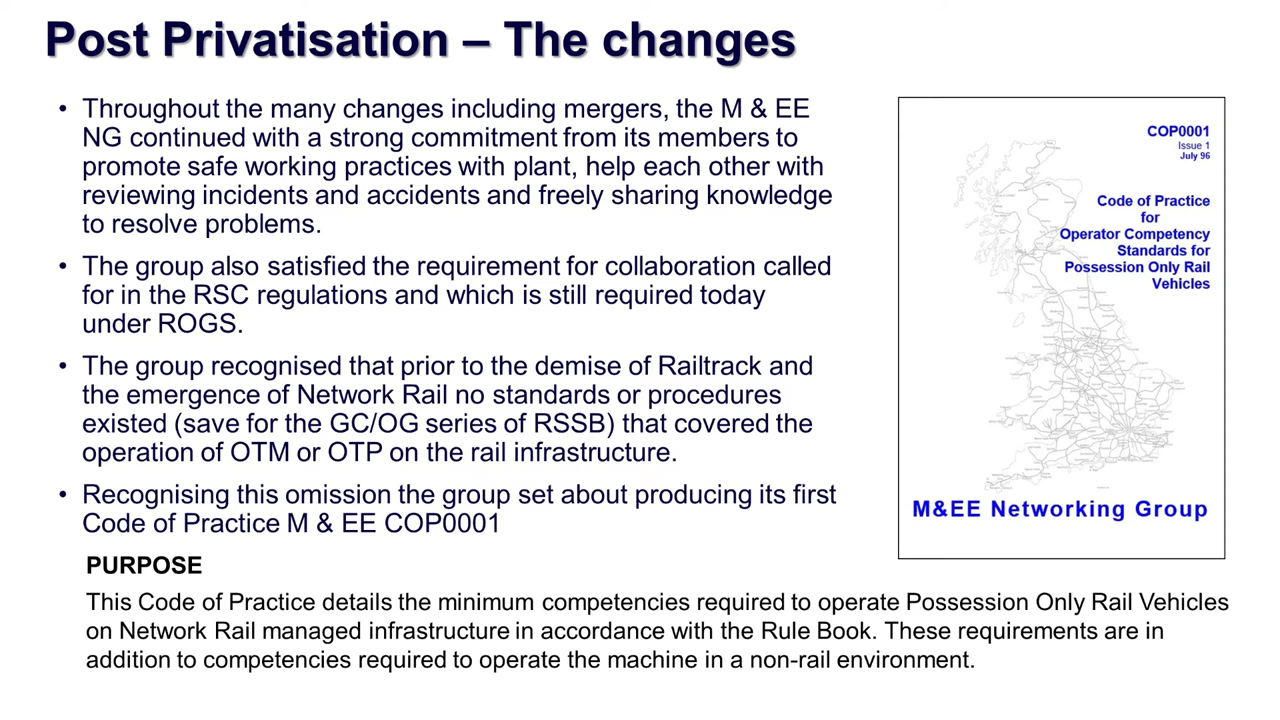 Post Privatisation – The changes
• Throughout the many changes including mergers, the M & EE
NG continued with a strong commitment from its members to
promote safe working practices with plant, help each other with
reviewing incidents and accidents and freely sharing knowledge
to resolve problems.
• The group also satisfied the requirement for collaboration called
for in the RSC regulations and which is still required today
under ROGS.
• The group recognised that prior to the demise of Railtrack and
the emergence of Network Rail no standards or procedures
existed (save for the GC/OG series of RSSB) that covered the
operation of OTM or OTP on the rail infrastructure.
• Recognising this omission the group set about producing its first
Code of Practice M & EE COP0001
COP0001
Issue 1
July 96
Code of Practice
for
Operator Competency
Standards for
Possession Only Rail
Vehicles
M&EE Networking Group
PURPOSE
This Code of Practice details the minimum competencies required to operate Possession Only Rail Vehicles
on Network Rail managed infrastructure in accordance with the Rule Book. These requirements are in
addition to competencies required to operate the machine in a non-rail environment.